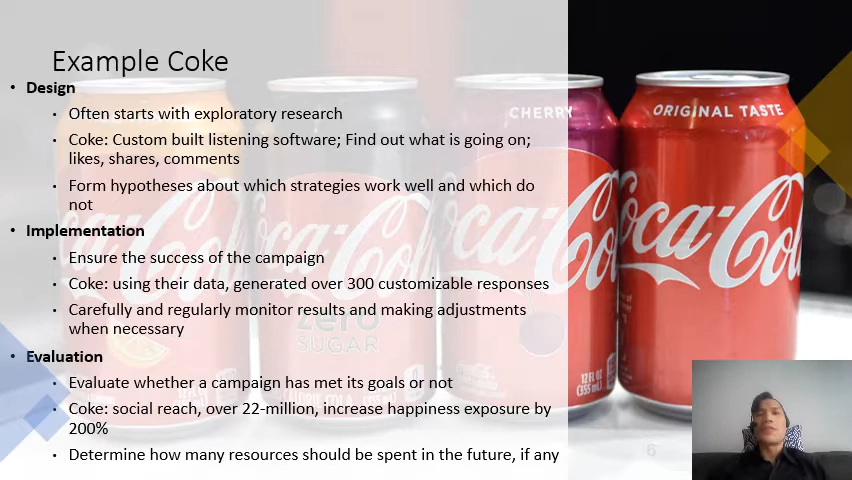 Example Coke
• Design
• Often starts with exploratory research
• Coke: Custom built listening software; Find out what is going on;
likes, shares, comments
• Form hypotheses about which strategies work well and which do
not
• Implementation
• Ensure the success of the campaign
• Coke: using their data, generated over 300 customizable responses
• Carefully and regularly monitor results and making adjustments
when necessary
• Evaluation
• Evaluate whether a campaign has met its goals or not
• Coke: social reach, over 22-million, increase happiness exposure by
200%
• Determine how many resources should be spent in the future, if any
CHERRY
ORIGINAL TASTE
Coca-Cola
zero
SUGAR
12 FL OZ
(355 mL)
6